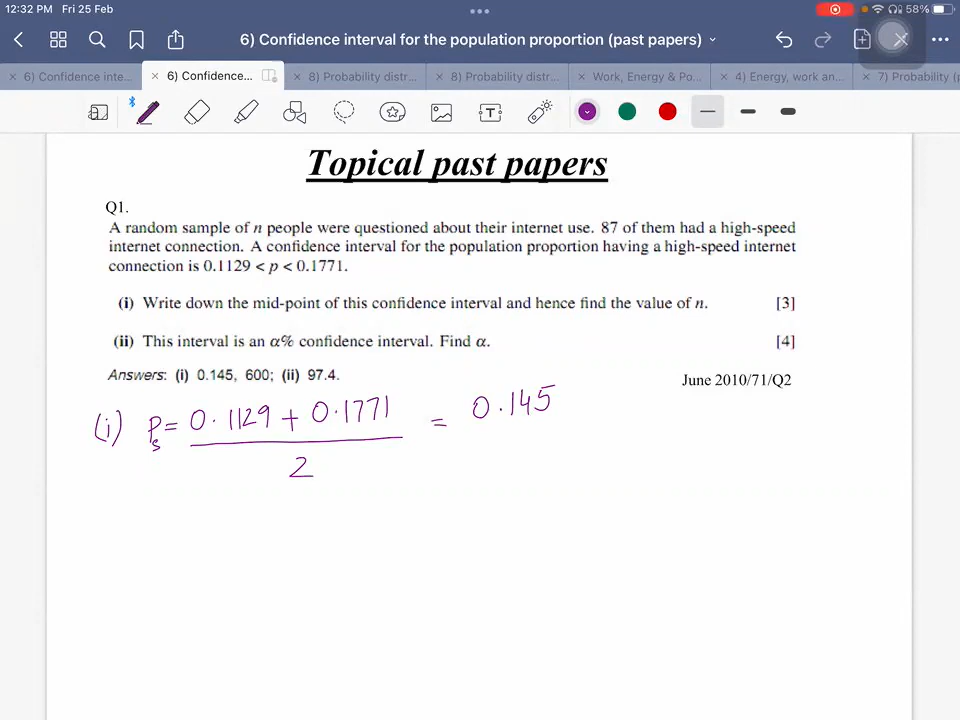 12:32 PM Fri 25 Feb
58%
6) Confidence interval for the population proportion (past papers)
6) Confidence inte...
6) Confidence...
8) Probability distr...
8) Probability distr...
Work, Energy & Po...
4) Energy, work an...
7) Probability (
Topical past papers
Q1.
A random sample of n people were questioned about their internet use. 87 of them had a high-speed
internet connection. A confidence interval for the population proportion having a high-speed internet
connection is 0.1129 < p < 0.1771.
(i) Write down the mid-point of this confidence interval and hence find the value of n. [3]
(ii) This interval is an α% confidence interval. Find α. [4]
Answers: (i) 0.145, 600; (ii) 97.4.
June 2010/71/Q2
(i) Ps = 0.1129 + 0.1771 = 0.145
2